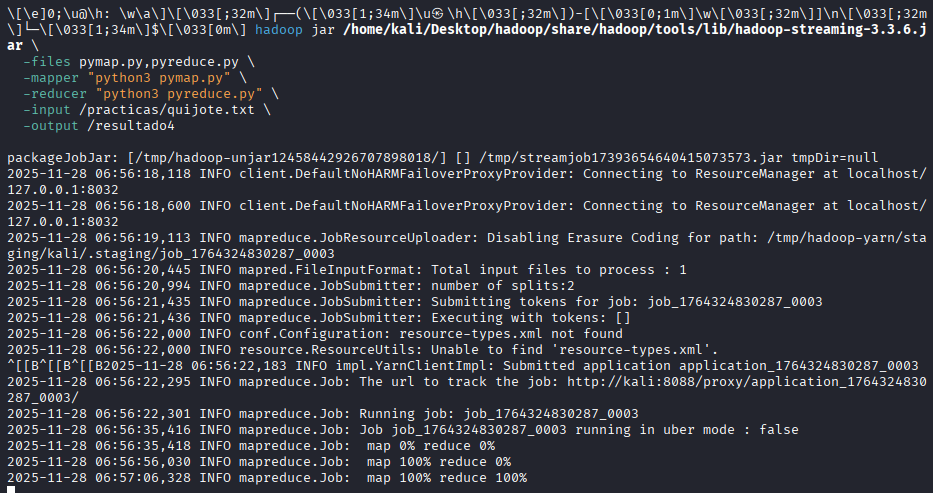 \[\e]0;\u@\h: \w\a\]\[\033[;32m\]┌──(\[\033[1;34m\]\u㉿\h\[\033[;32m\])-[\[\033[0;1m\]\w\[\033[;32m\]]\n\[\033[;32m
\]└─\[\033[1;34m\]$\[\033[0m\] hadoop jar /home/kali/Desktop/hadoop/share/hadoop/tools/lib/hadoop-streaming-3.3.6.j
ar \
-files pymap.py,pyreduce.py \
-mapper "python3 pymap.py" \
-reducer "python3 pyreduce.py" \
-input /practicas/quijote.txt \
-output /resultado4
packageJobJar: [/tmp/hadoop-unjar12458442926707898018/] [] /tmp/streamjob17393654640415073573.jar tmpDir=null
2025-11-28 06:56:18,118 INFO client.DefaultNoHARMFailoverProxyProvider: Connecting to ResourceManager at localhost/
127.0.0.1:8032
2025-11-28 06:56:18,600 INFO client.DefaultNoHARMFailoverProxyProvider: Connecting to ResourceManager at localhost/
127.0.0.1:8032
2025-11-28 06:56:19,113 INFO mapreduce.JobResourceUploader: Disabling Erasure Coding for path: /tmp/hadoop-yarn/sta
ging/kali/.staging/job_1764324830287_0003
2025-11-28 06:56:20,445 INFO mapred.FileInputFormat: Total input files to process : 1
2025-11-28 06:56:20,994 INFO mapreduce.JobSubmitter: number of splits:2
2025-11-28 06:56:21,435 INFO mapreduce.JobSubmitter: Submitting tokens for job: job_1764324830287_0003
2025-11-28 06:56:21,436 INFO mapreduce.JobSubmitter: Executing with tokens: []
2025-11-28 06:56:22,000 INFO conf.Configuration: resource-types.xml not found
2025-11-28 06:56:22,000 INFO resource.ResourceUtils: Unable to find 'resource-types.xml'.
^[[B^[[B^[[B2025-11-28 06:56:22,183 INFO impl.YarnClientImpl: Submitted application application_1764324830287_0003
2025-11-28 06:56:22,295 INFO mapreduce.Job: The url to track the job: http://kali:8088/proxy/application_1764324830
287_0003/
2025-11-28 06:56:22,301 INFO mapreduce.Job: Running job: job_1764324830287_0003
2025-11-28 06:56:35,416 INFO mapreduce.Job: Job job_1764324830287_0003 running in uber mode : false
2025-11-28 06:56:35,418 INFO mapreduce.Job:  map 0% reduce 0%
2025-11-28 06:56:56,030 INFO mapreduce.Job:  map 100% reduce 0%
2025-11-28 06:57:06,328 INFO mapreduce.Job:  map 100% reduce 100%